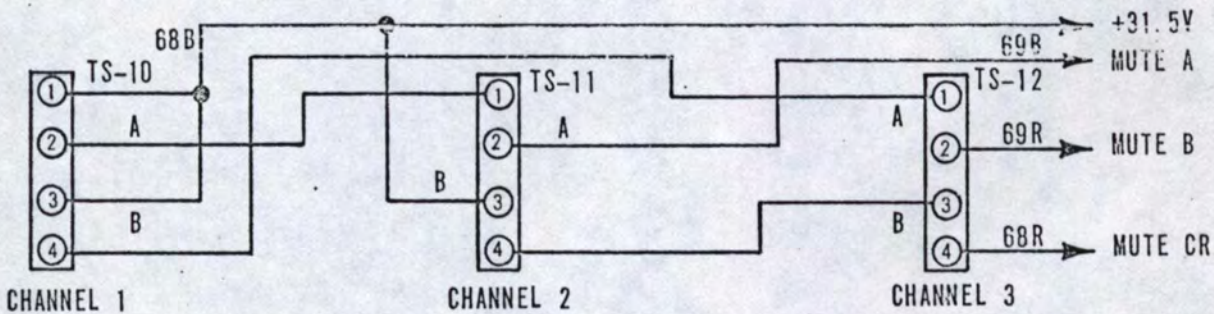 68B
+31.5V
69B
MUTE A
TS-10
TS-11
TS-12
1
1
1
A
A
A
2
2
2
69R
MUTE B
B
3
3
3
B
B
4
4
4
68R
MUTE CR
CHANNEL 1
CHANNEL 2
CHANNEL 3